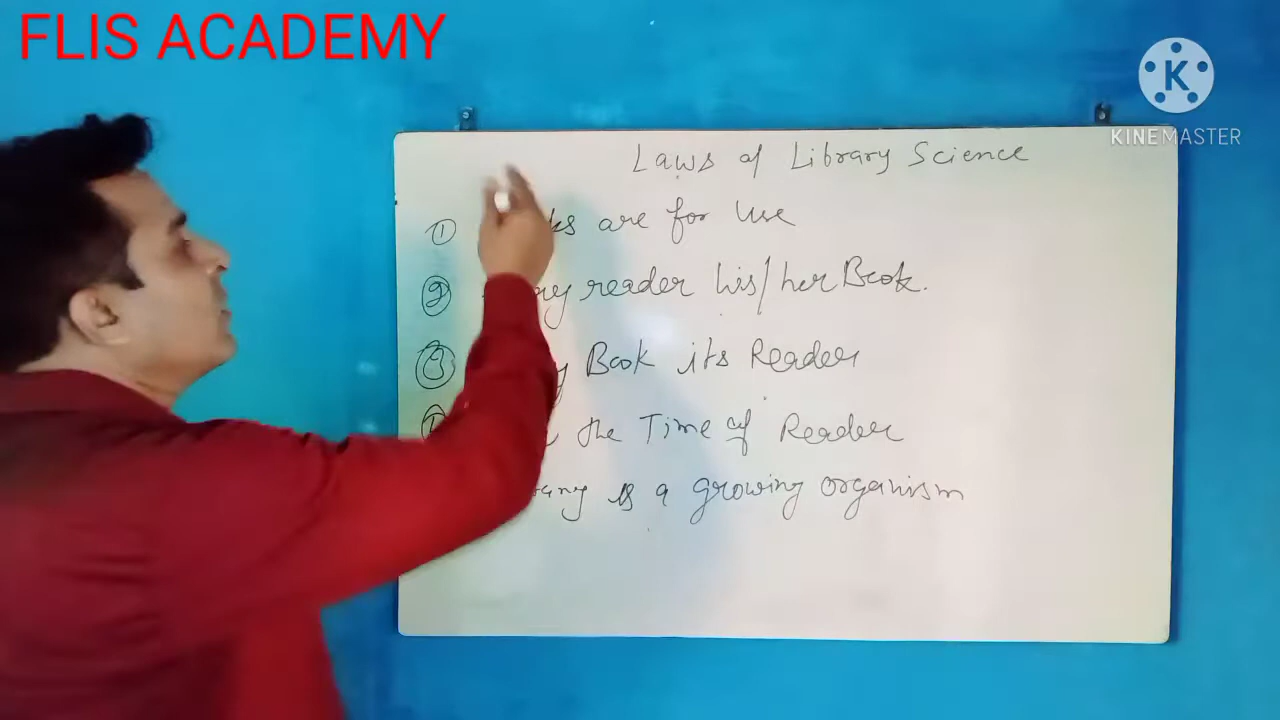 FLIS ACADEMY
K
KINEMASTER
Laws of Library Science
① are for Use
② reader his/her Book.
③ Book its Reader
the Time of Reader
is a growing organism